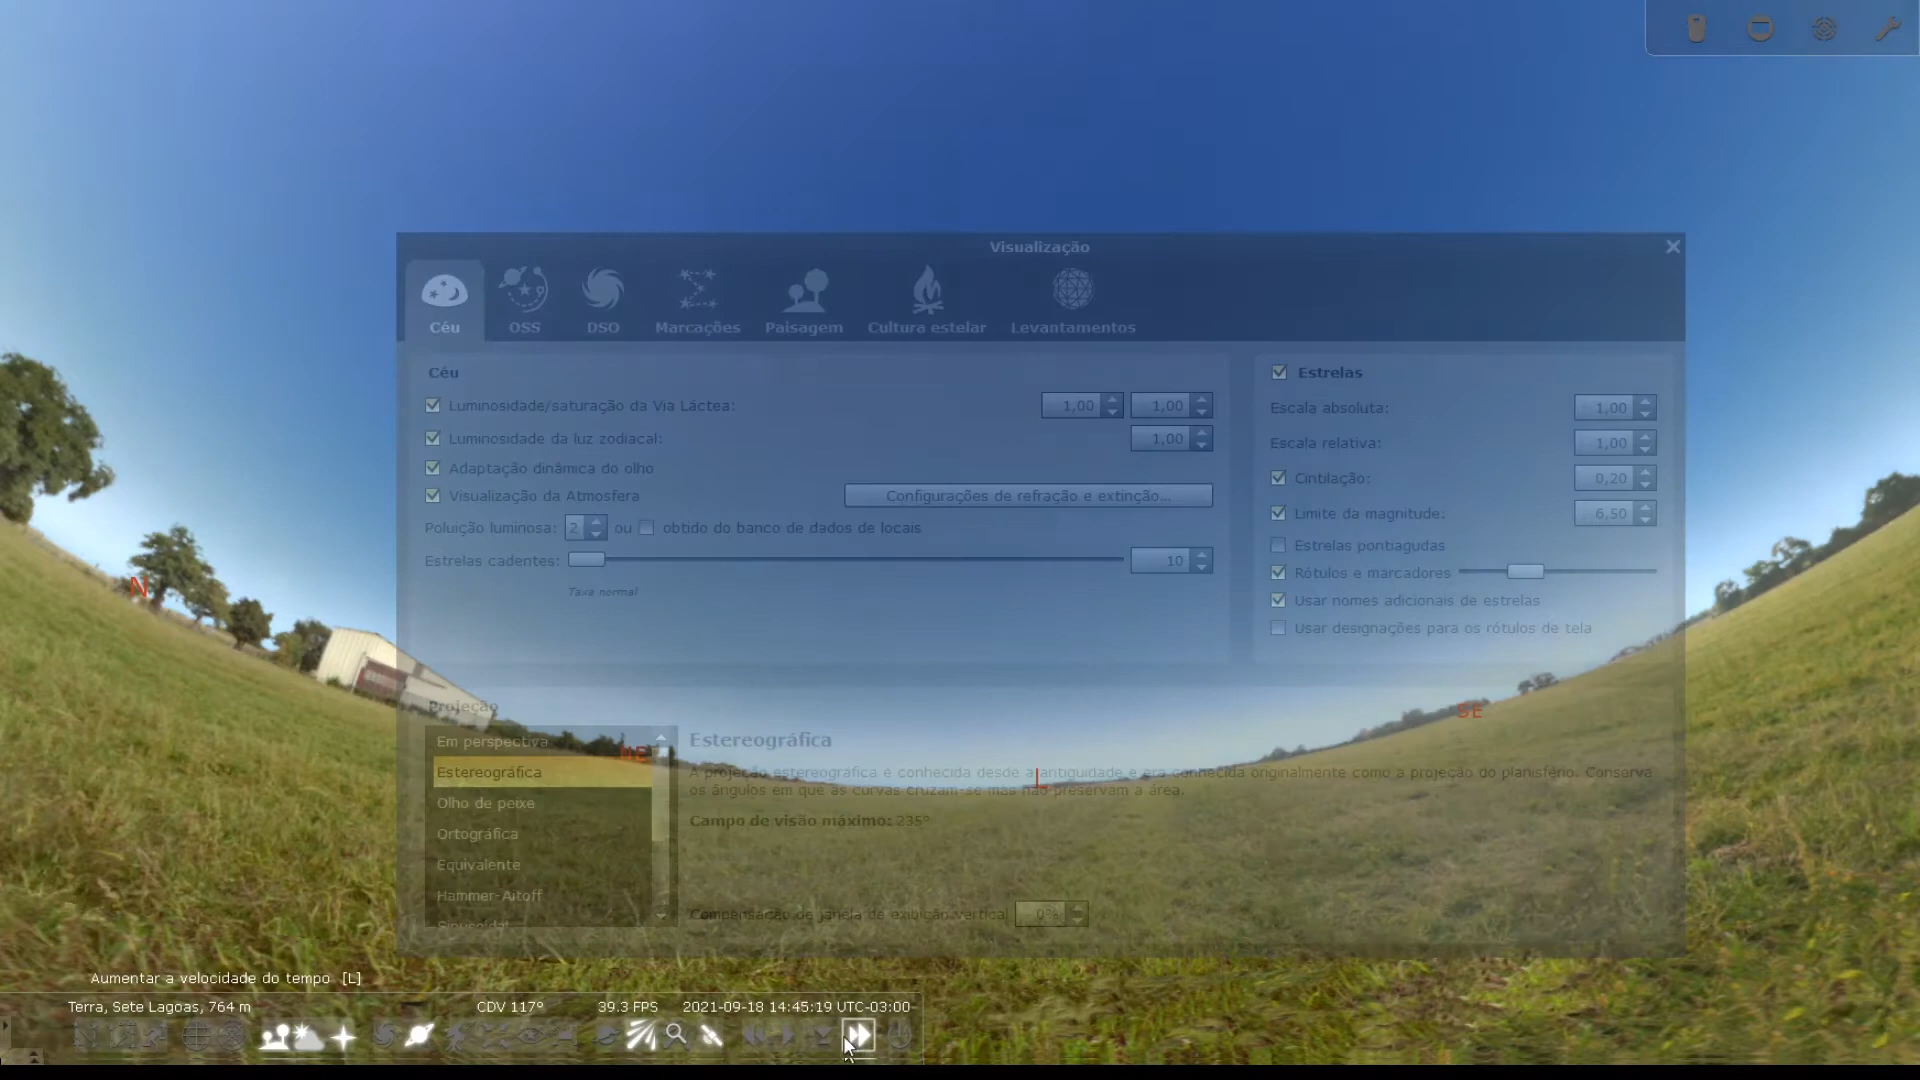 Visualização
Céu
OSS
DSO
Marcações
Paisagem
Cultura estelar
Levantamentos
Céu
Luminosidade/saturação da Via Láctea:
1,00
1,00
Luminosidade da luz zodiacal:
1,00
Adaptação dinâmica do olho
Visualização da Atmosfera
Configurações de refração e extinção...
Poluição luminosa:
2
ou
obtido do banco de dados de locais
Estrelas cadentes:
10
Taxa normal
Estrelas
Escala absoluta:
1,00
Escala relativa:
1,00
Cintilação:
0,20
Limite da magnitude:
6,50
Estrelas pontiagudas
Rótulos e marcadores
Usar nomes adicionais de estrelas
Usar designações para os rótulos de tela
N
SE
NE
L
Projeção
Em perspectiva
Estereográfica
Olho de peixe
Ortográfica
Equivalente
Hammer-Aitoff
Sinusoidal
Estereográfica
A projeção estereográfica é conhecida desde a antiguidade e era conhecida originalmente como a projeção do planisfério. Conserva
os ângulos em que as curvas cruzam-se mas não preservam a área.
Campo de visão máximo: 235°
Compensação de janela de exibição vertical
0%
Aumentar a velocidade do tempo [L]
Terra, Sete Lagoas, 764 m
CDV 117°
39.3 FPS
2021-09-18 14:45:19 UTC-03:00